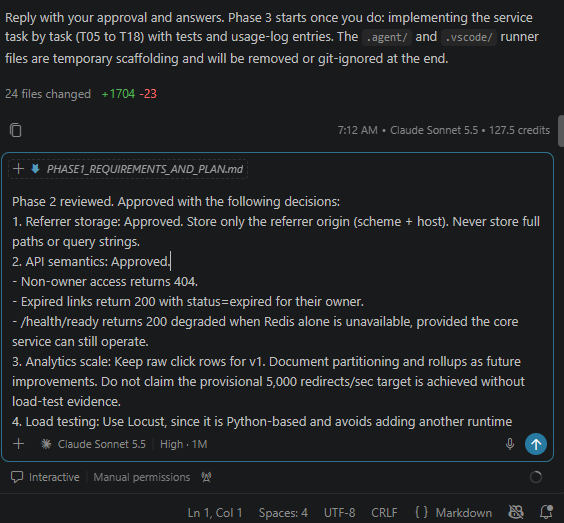 Reply with your approval and answers. Phase 3 starts once you do: implementing the service
task by task (T05 to T18) with tests and usage-log entries. The .agent/ and .vscode/ runner
files are temporary scaffolding and will be removed or git-ignored at the end.
24 files changed +1704 -23
7:12 AM • Claude Sonnet 5.5 • 127.5 credits
PHASE1_REQUIREMENTS_AND_PLAN.md
Phase 2 reviewed. Approved with the following decisions:
1. Referrer storage: Approved. Store only the referrer origin (scheme + host). Never store full
paths or query strings.
2. API semantics: Approved.
- Non-owner access returns 404.
- Expired links return 200 with status=expired for their owner.
- /health/ready returns 200 degraded when Redis alone is unavailable, provided the core
service can still operate.
3. Analytics scale: Keep raw click rows for v1. Document partitioning and rollups as future
improvements. Do not claim the provisional 5,000 redirects/sec target is achieved without
load-test evidence.
4. Load testing: Use Locust, since it is Python-based and avoids adding another runtime
Claude Sonnet 5.5 High · 1M
Interactive Manual permissions
Ln 1, Col 1 Spaces: 4 UTF-8 CRLF {} Markdown